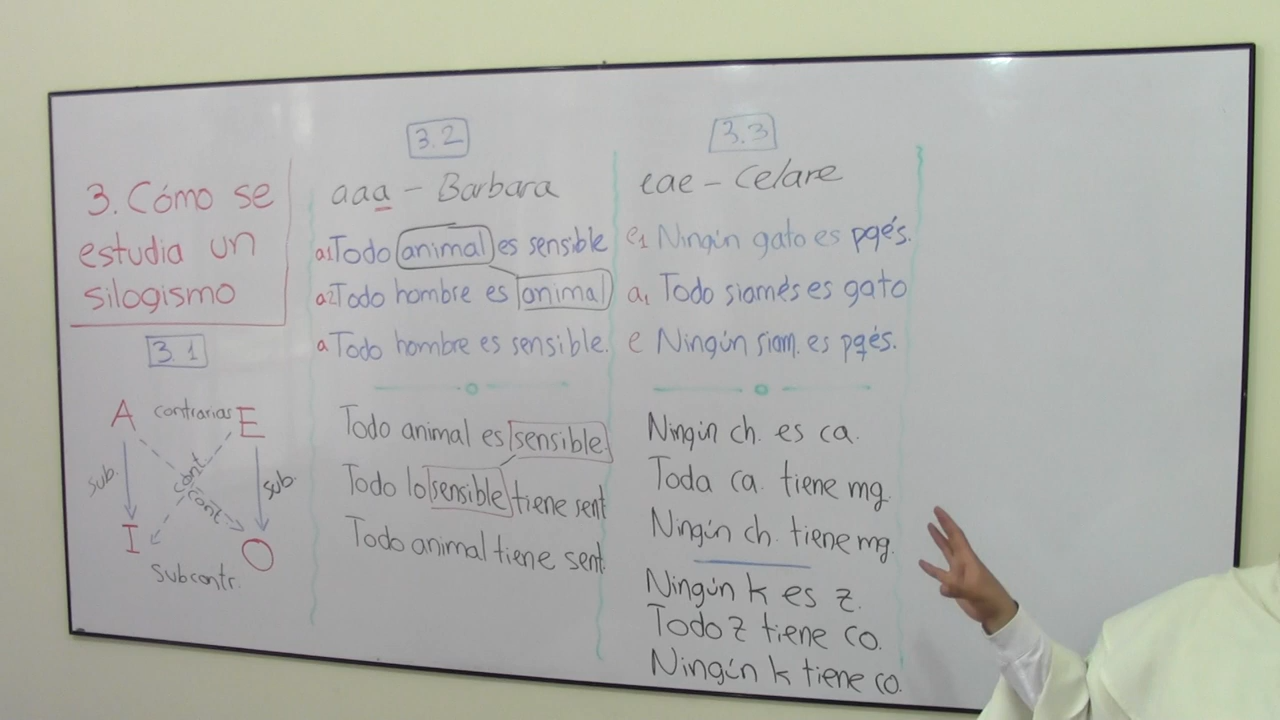 3. Cómo se
estudia un
silogismo
3.1
A contrarias E
sub. cont cont sub.
I O
subcontr.
3.2
aaa - Barbara
a1 Todo animal es sensible
a2 Todo hombre es animal
a Todo hombre es sensible.
Todo animal es sensible.
Todo lo sensible tiene sent
Todo animal tiene sent.
3.3
eae - Celare
e1 Ningún gato es pqés.
a1 Todo siamés es gato
e Ningún siam. es pqés.
Ningún ch. es ca.
Toda ca. tiene mg.
Ningún ch. tiene mg.
Ningún k es z.
Todo z tiene co.
Ningún k tiene co.